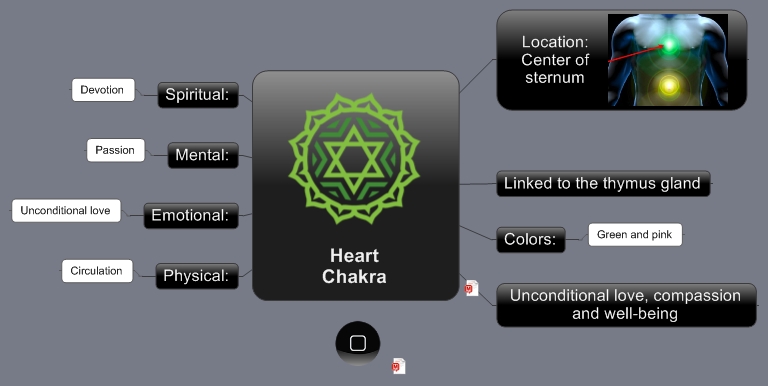 Location:
Center of
sternum
Devotion
Spiritual:
Passion
Mental:
Linked to the thymus gland
Unconditional love
Emotional:
Colors:
Green and pink
Heart
Chakra
Circulation
Physical:
Unconditional love, compassion
and well-being